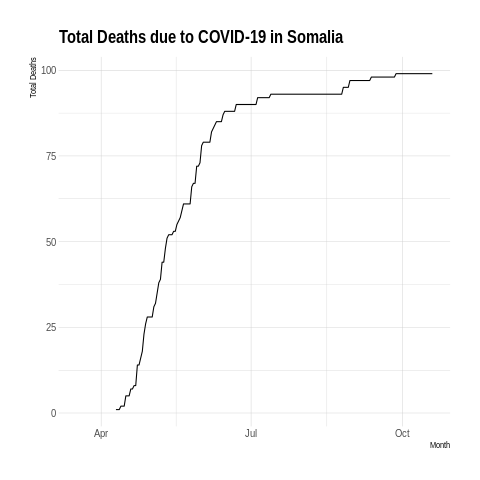 Total Deaths due to COVID-19 in Somalia
Total Deaths
100
75
50
25
0
Apr
Jul
Oct
Month